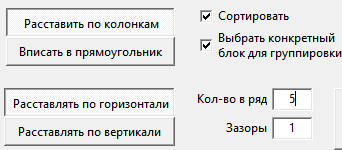 Расставить по колонкам
Вписать в прямоугольник
Сортировать
Выбрать конкретный
блок для группировки
Расставлять по горизонтали
Расставлять по вертикали
Кол-во в ряд 5
Зазоры 1